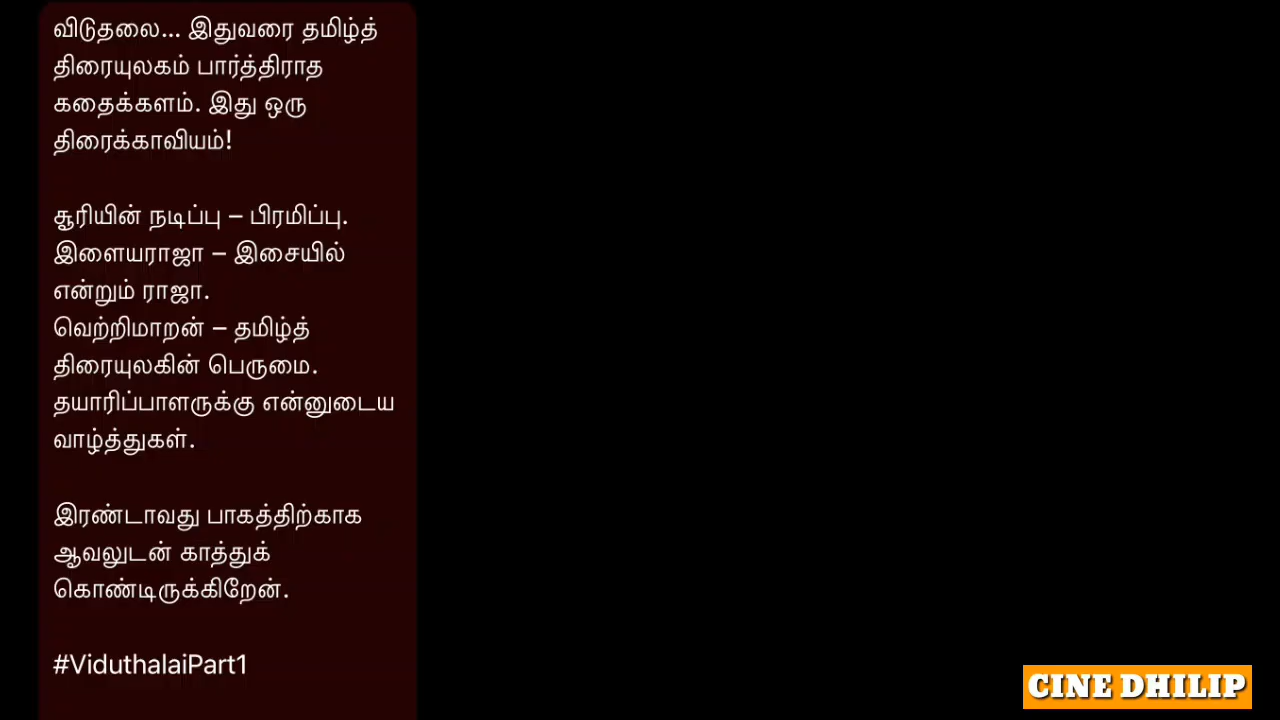 விடுதலை... இதுவரை தமிழ்த்
திரையுலகம் பார்த்திராத
கதைக்களம். இது ஒரு
திரைக்காவியம்!
சூரியின் நடிப்பு – பிரமிப்பு.
இளையராஜா – இசையில்
என்றும் ராஜா.
வெற்றிமாறன் – தமிழ்த்
திரையுலகின் பெருமை.
தயாரிப்பாளருக்கு என்னுடைய
வாழ்த்துகள்.
இரண்டாவது பாகத்திற்காக
ஆவலுடன் காத்துக்
கொண்டிருக்கிறேன்.
#ViduthalaiPart1
CINE DHILIP